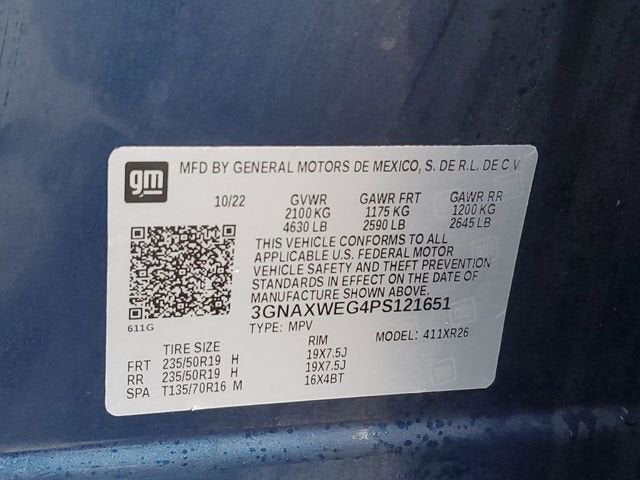 gm MFD BY GENERAL MOTORS DE MEXICO, S. DE R.L. DE C.V.
10/22 GVWR GAWR FRT GAWR RR
2100 KG 1175 KG 1200 KG
4630 LB 2590 LB 2645 LB
THIS VEHICLE CONFORMS TO ALL
APPLICABLE U.S. FEDERAL MOTOR
VEHICLE SAFETY AND THEFT PREVENTION
STANDARDS IN EFFECT ON THE DATE OF
MANUFACTURE SHOWN ABOVE.
611G 3GNAXWEG4PS121651
TYPE: MPV MODEL: 411XR26
TIRE SIZE RIM
FRT 235/50R19 H 19X7.5J
RR 235/50R19 H 19X7.5J
SPA T135/70R16 M 16X4BT